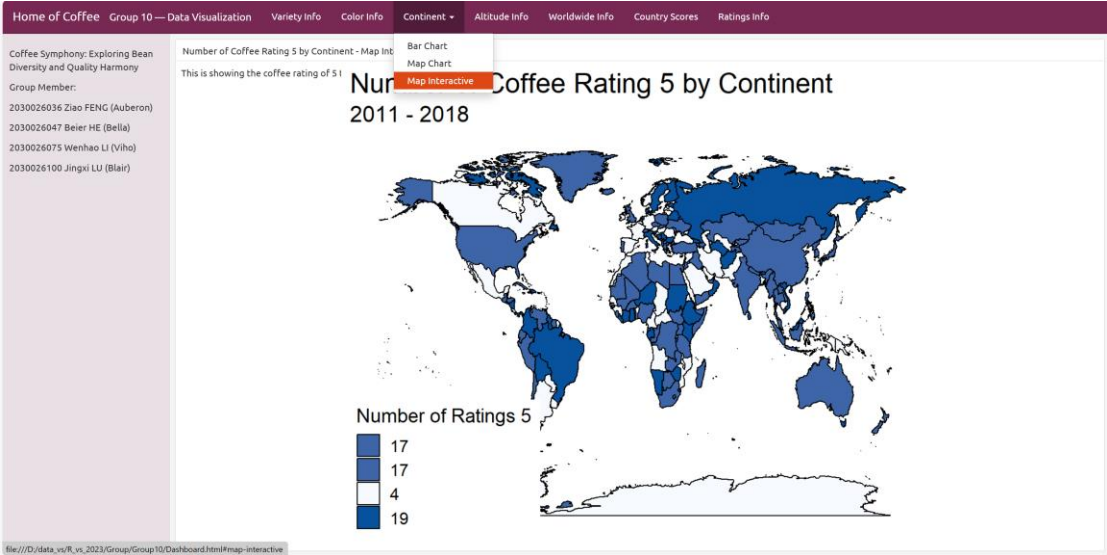 Home of Coffee Group 10 — Data Visualization Variety Info Color Info Continent Altitude Info Worldwide Info Country Scores Ratings Info
Bar Chart
Map Chart
Map Interactive
Coffee Symphony: Exploring Bean
Diversity and Quality Harmony
Group Member:
2030026036 Ziao FENG (Auberon)
2030026047 Beier HE (Bella)
2030026075 Wenhao LI (Viho)
2030026100 Jingxi LU (Blair)
Number of Coffee Rating 5 by Continent - Map Int
This is showing the coffee rating of 5
Coffee Rating 5 by Continent
2011 - 2018
Number of Ratings 5
17
17
4
19
file:///D:/data_vs/R_vs_2023/Group/Group10/Dashboard.html#map-interactive